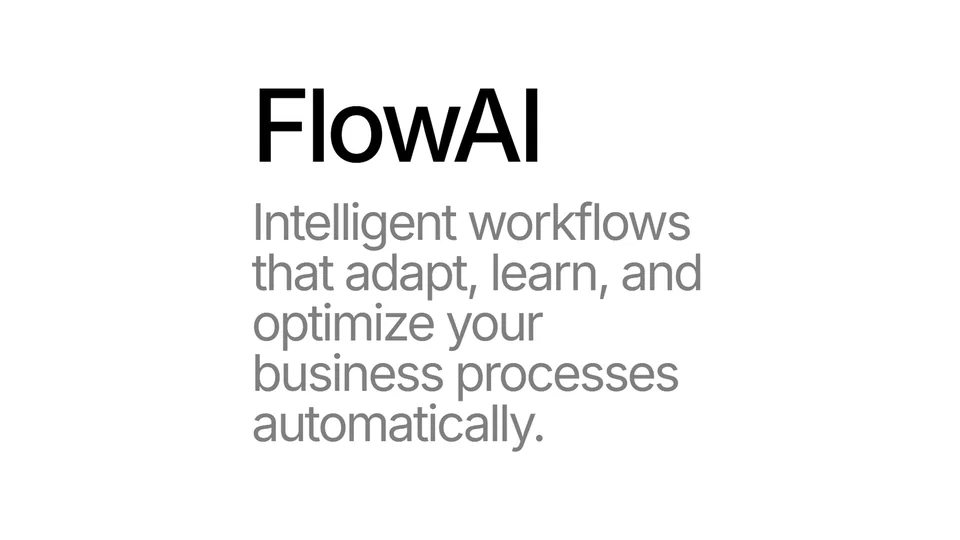 FlowAI
Intelligent workflows
that adapt, learn, and
optimize your
business processes
automatically.